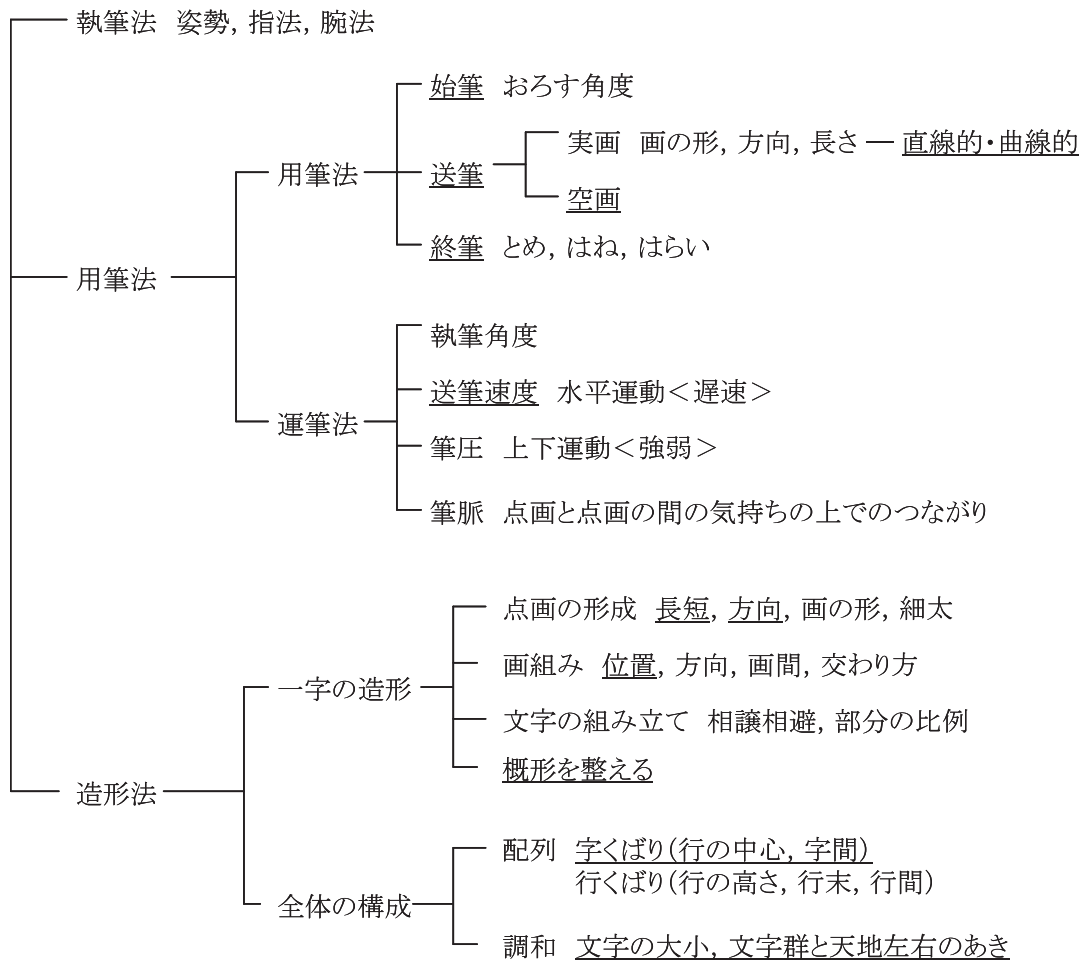 執筆法 姿勢, 指法, 腕法
始筆 おろす角度
実画 画の形, 方向, 長さ ― 直線的・曲線的
用筆法
送筆
空画
終筆 とめ, はね, はらい
用筆法
執筆角度
送筆速度 水平運動＜遅速＞
運筆法
筆圧 上下運動＜強弱＞
筆脈 点画と点画の間の気持ちの上でのつながり
点画の形成 長短, 方向, 画の形, 細太
画組み 位置, 方向, 画間, 交わり方
一字の造形
文字の組み立て 相譲相避, 部分の比例
概形を整える
造形法
配列 字くばり（行の中心, 字間）
行くばり（行の高さ, 行末, 行間）
全体の構成
調和 文字の大小, 文字群と天地左右のあき